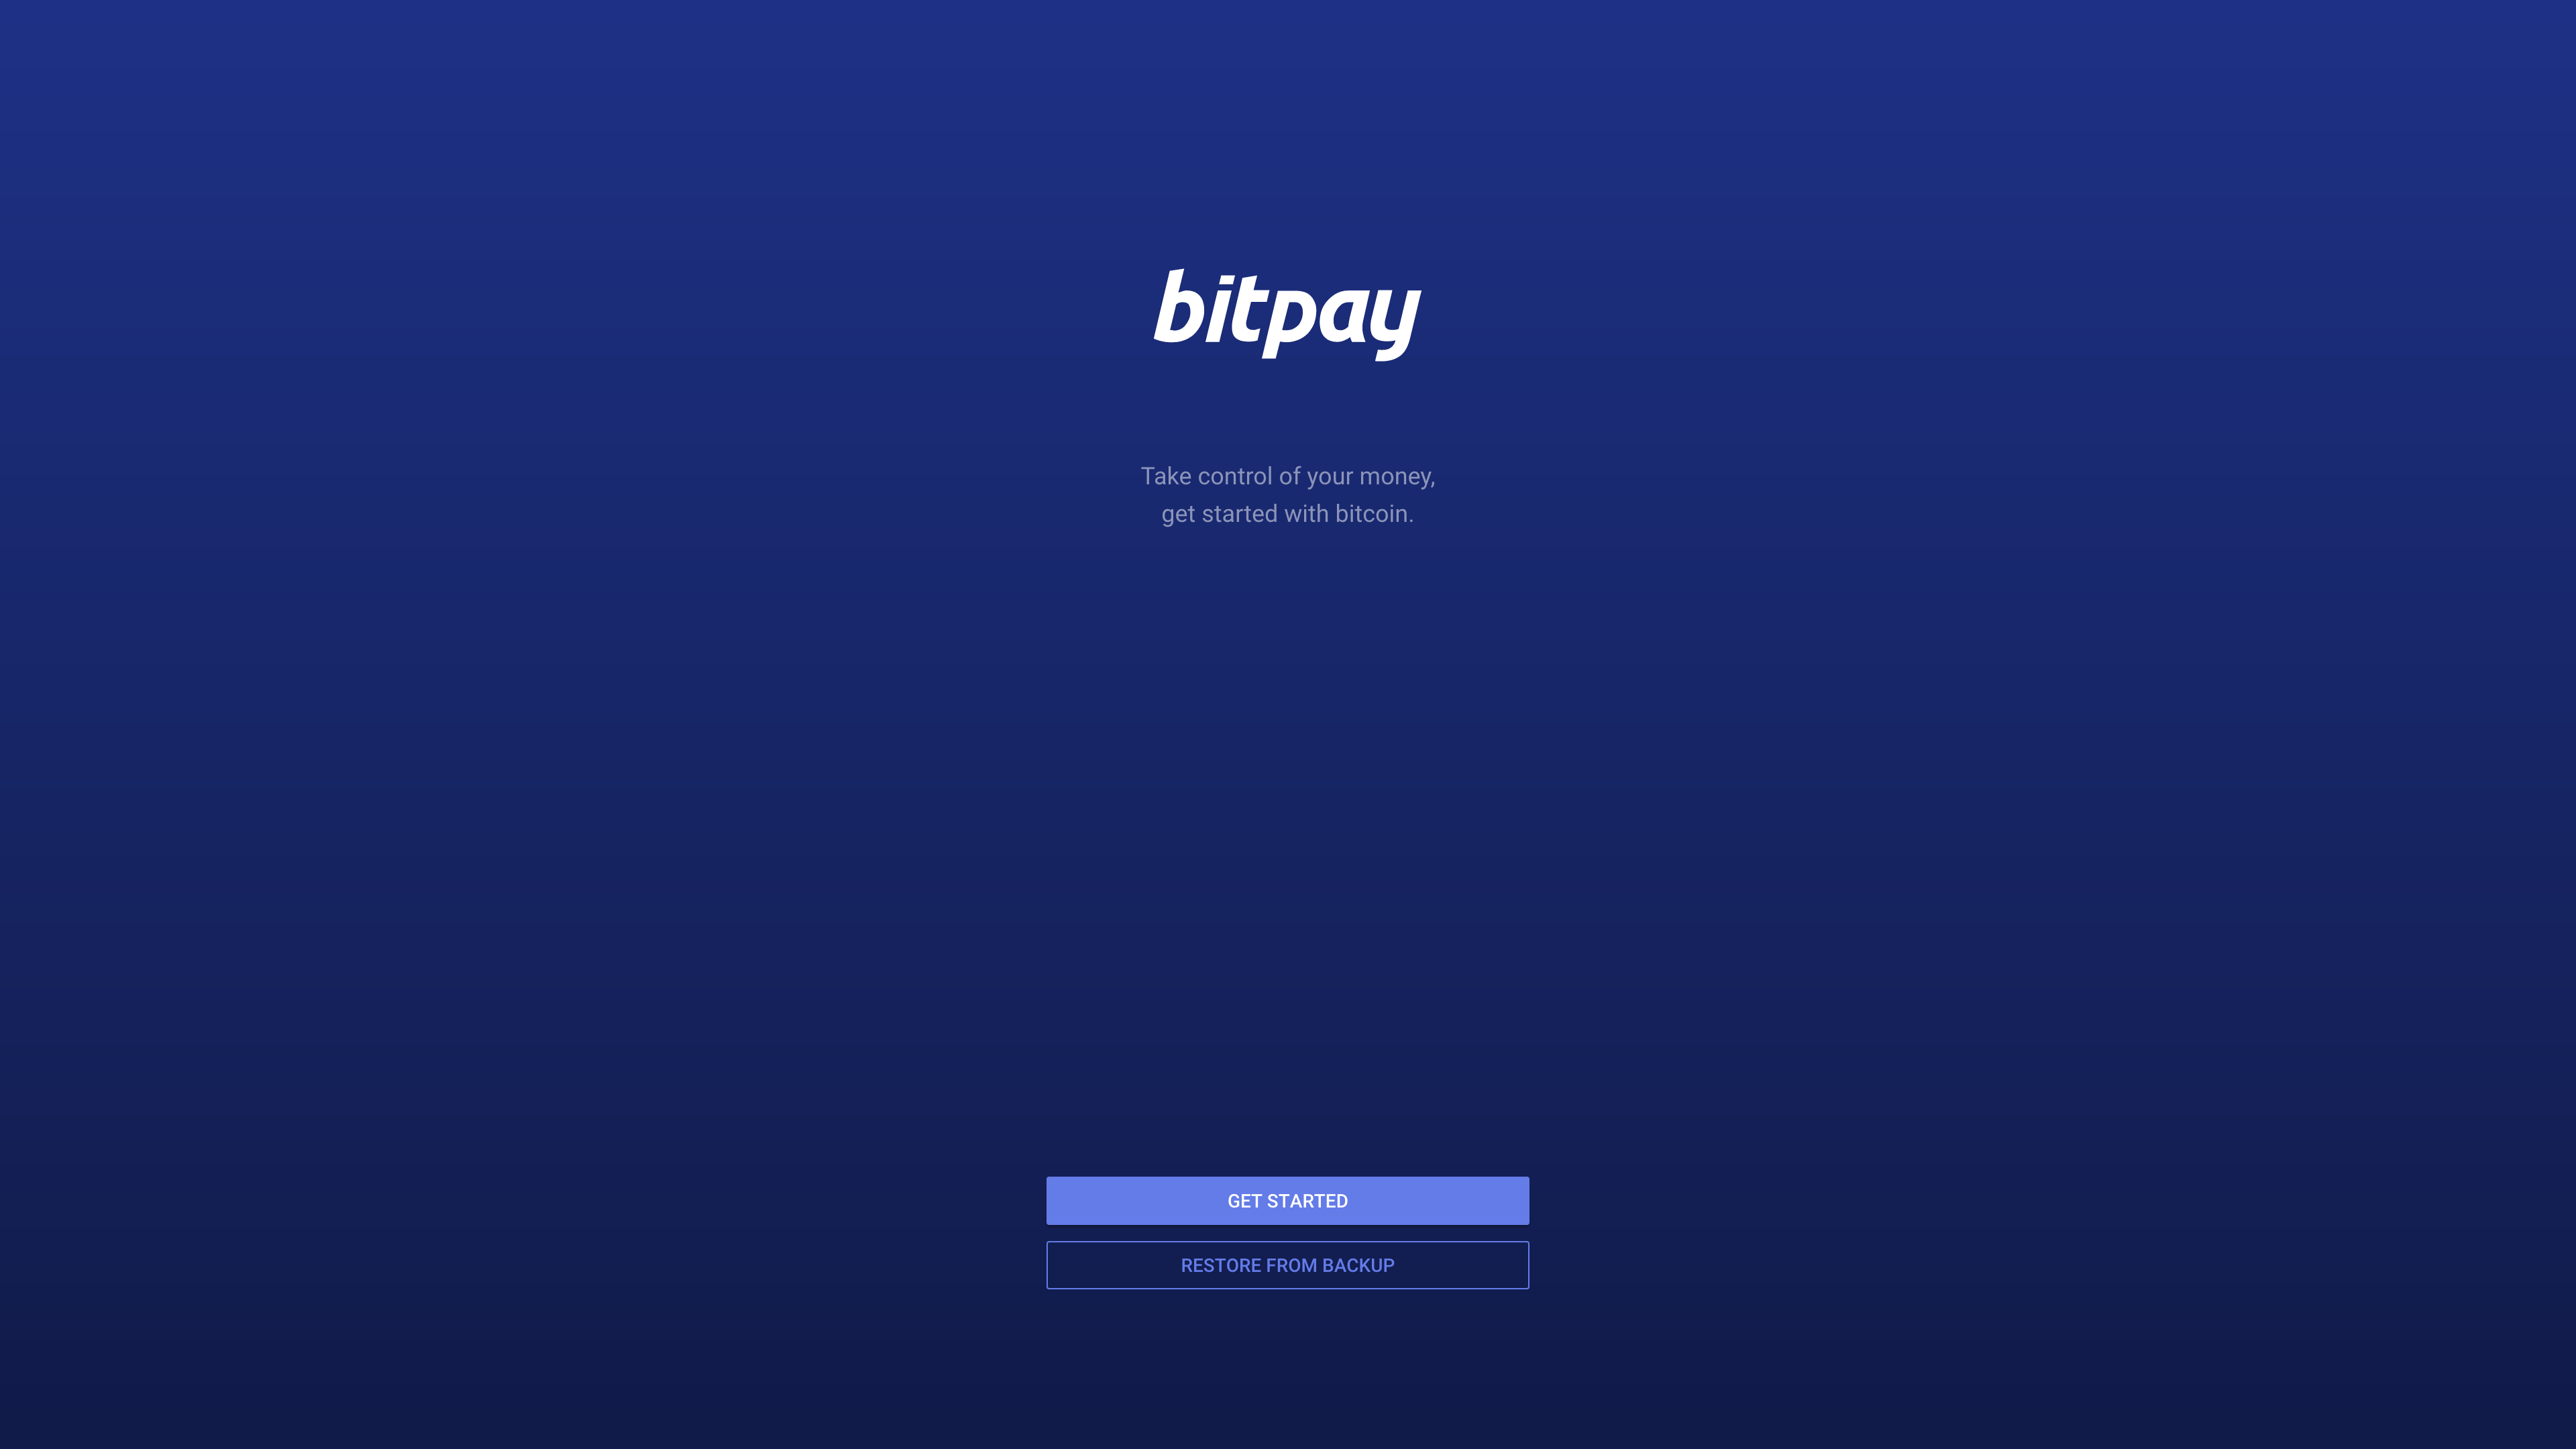 bitpay
Take control of your money,
get started with bitcoin.
GET STARTED
RESTORE FROM BACKUP